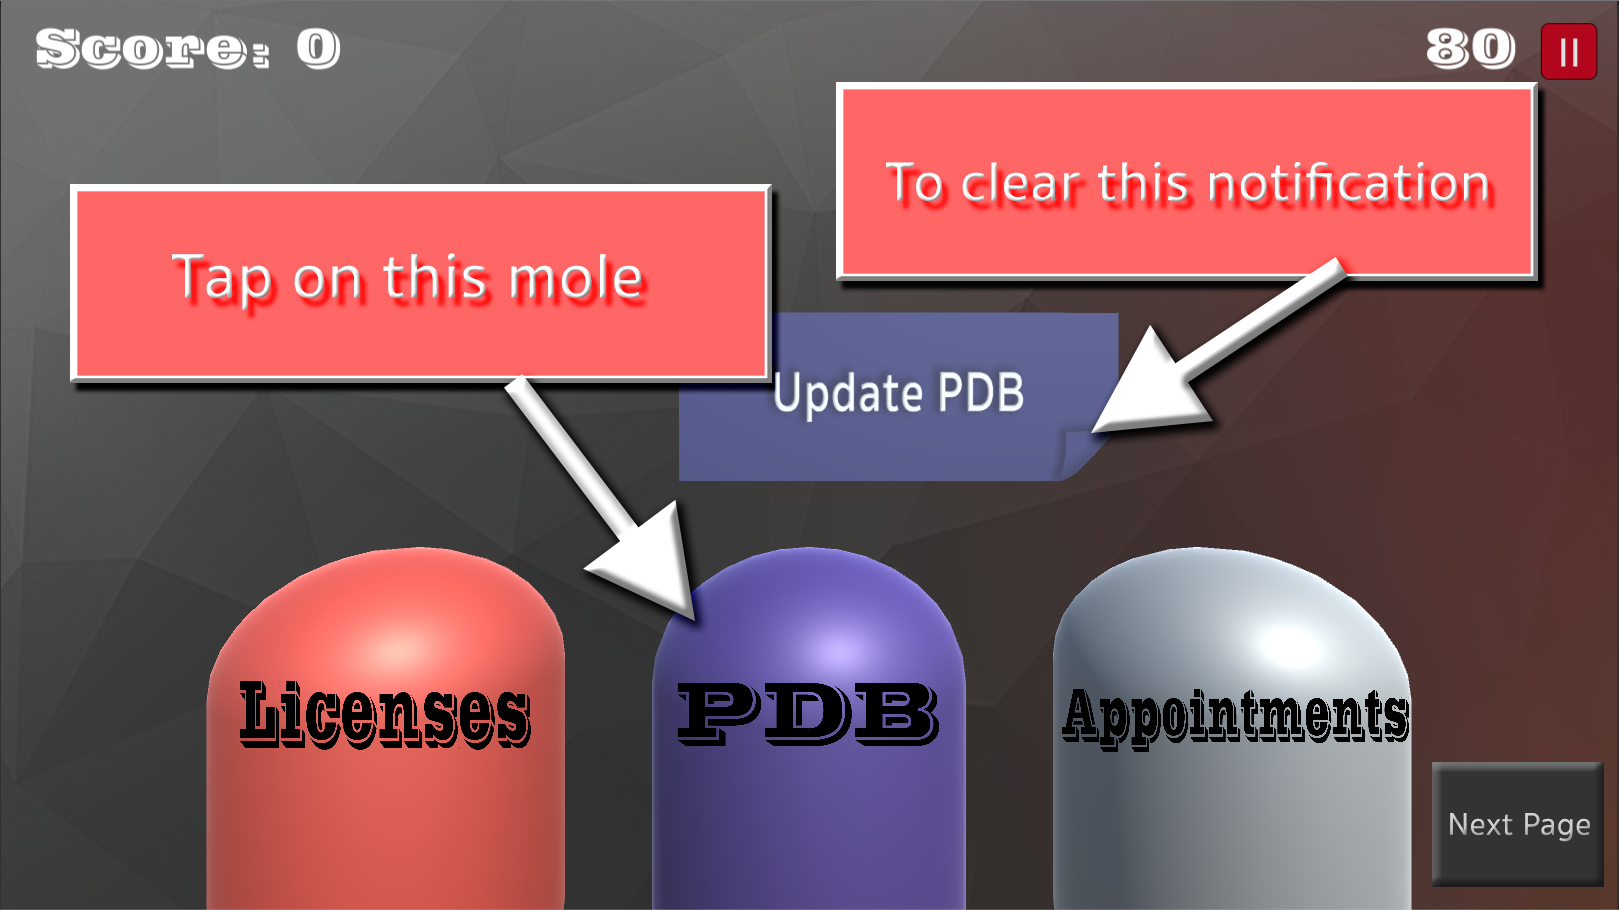 Score: 0
80
To clear this notification
Tap on this mole
Update PDB
Licenses
PDB
Appointments
Next Page